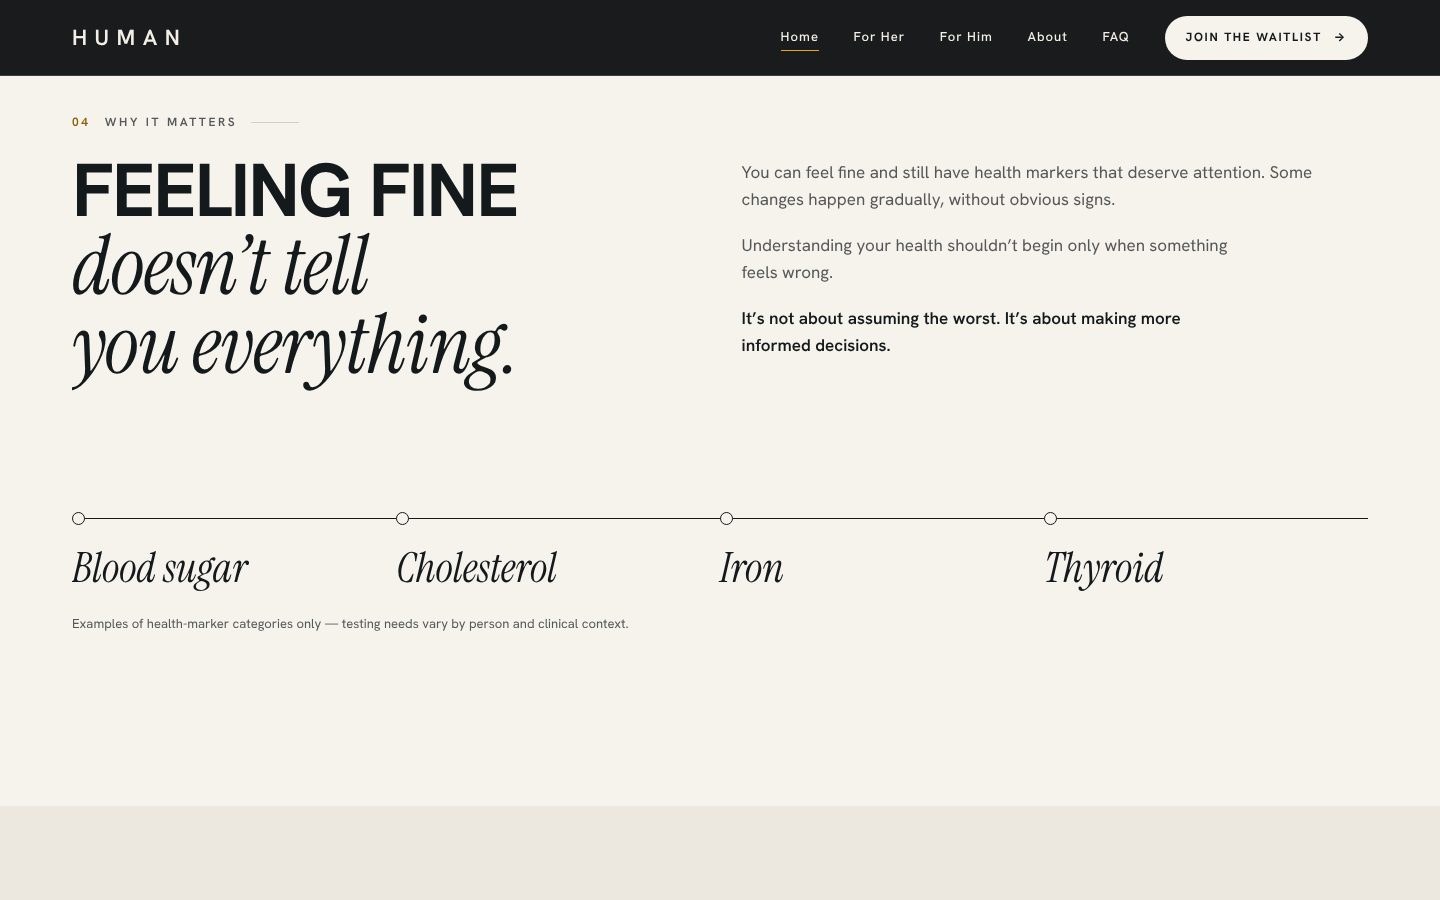 HUMAN
Home
For Her
For Him
About
FAQ
JOIN THE WAITLIST →
04 WHY IT MATTERS
FEELING FINE
doesn’t tell
you everything.
You can feel fine and still have health markers that deserve attention. Some
changes happen gradually, without obvious signs.
Understanding your health shouldn’t begin only when something
feels wrong.
It’s not about assuming the worst. It’s about making more
informed decisions.
Blood sugar
Cholesterol
Iron
Thyroid
Examples of health-marker categories only — testing needs vary by person and clinical context.